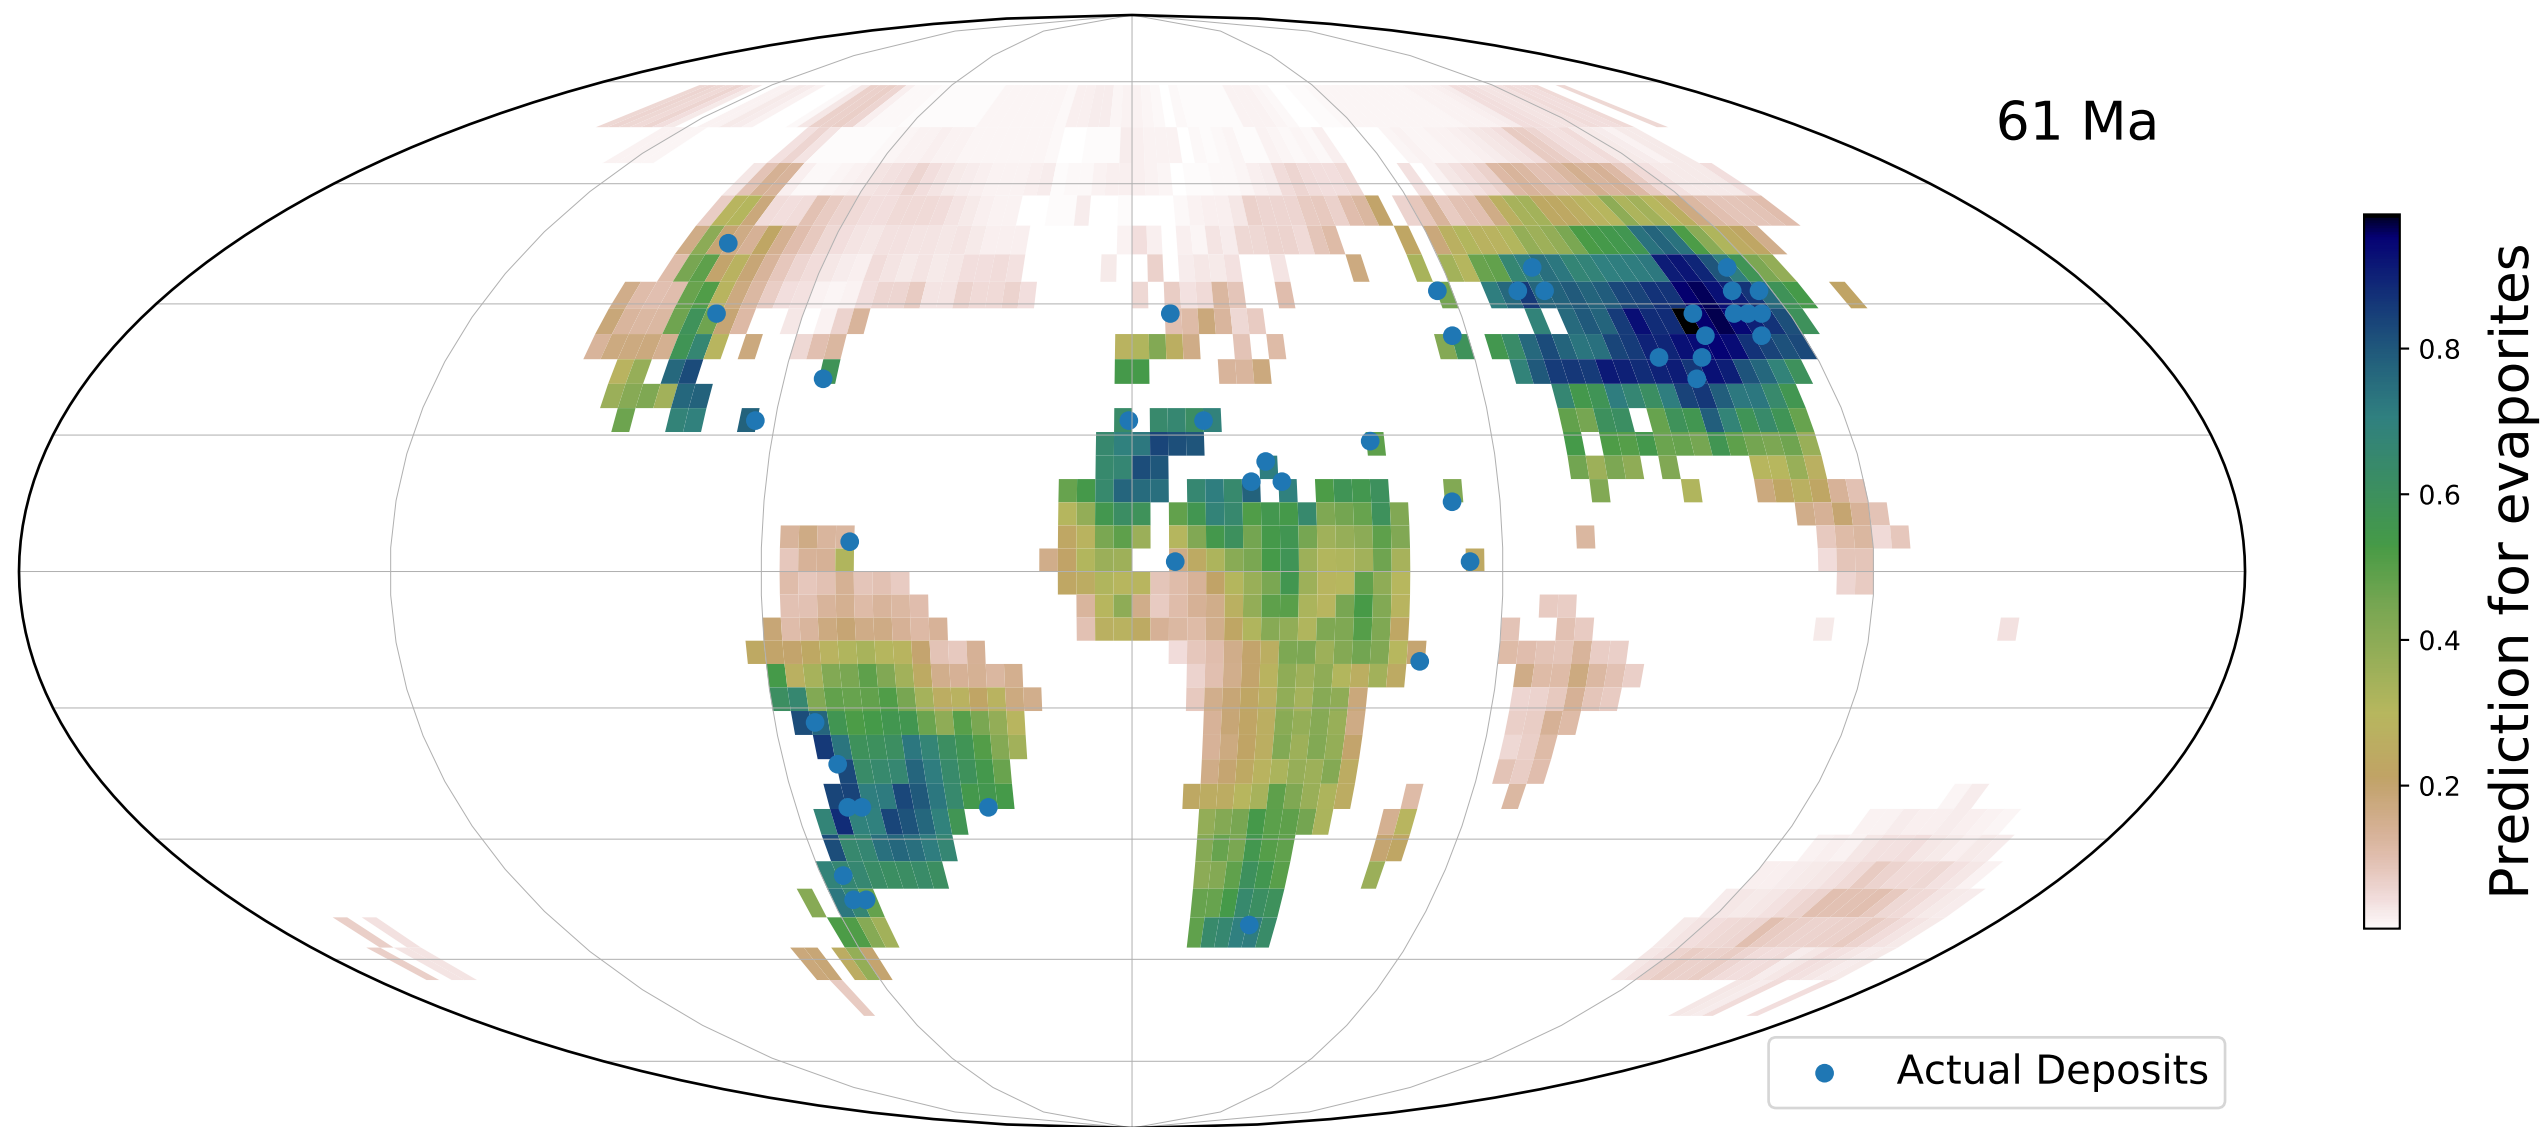 61 Ma
0.8
0.6
0.4
0.2
Prediction for evaporites
Actual Deposits